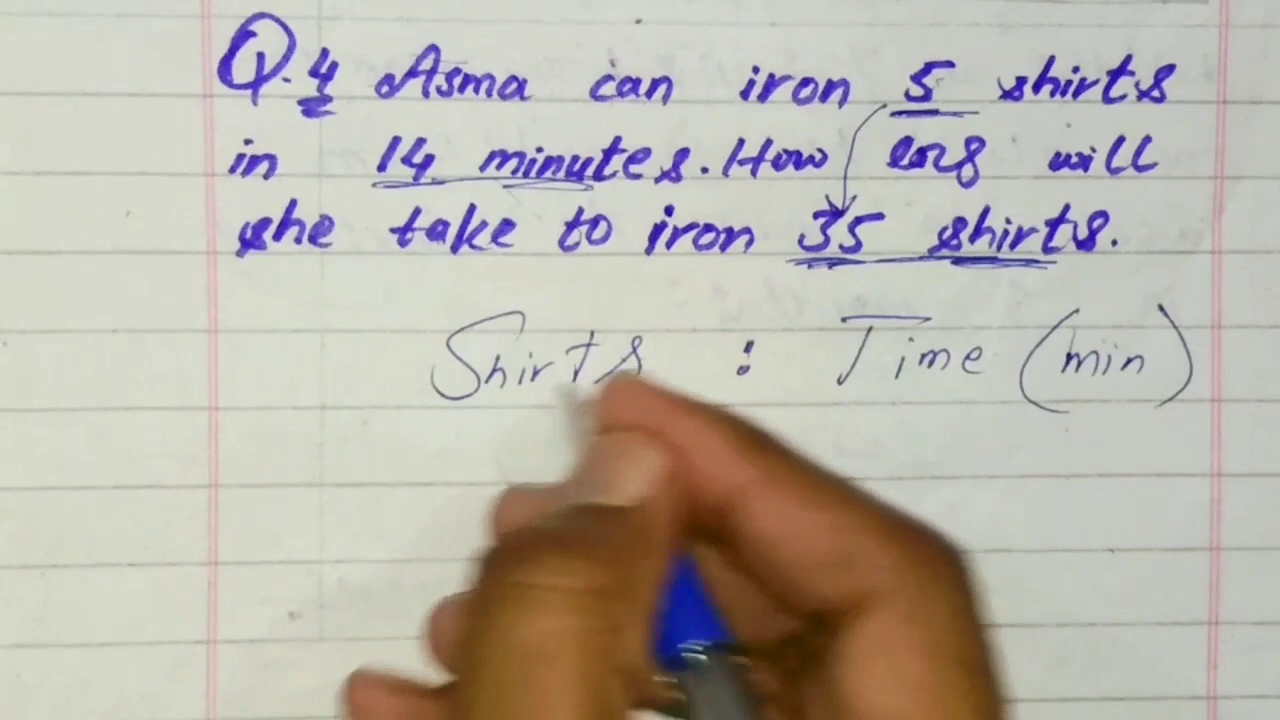 Q.4 Asma can iron 5 shirts
in 14 minutes. How long will
she take to iron 35 shirts.
Shirts : Time (min)